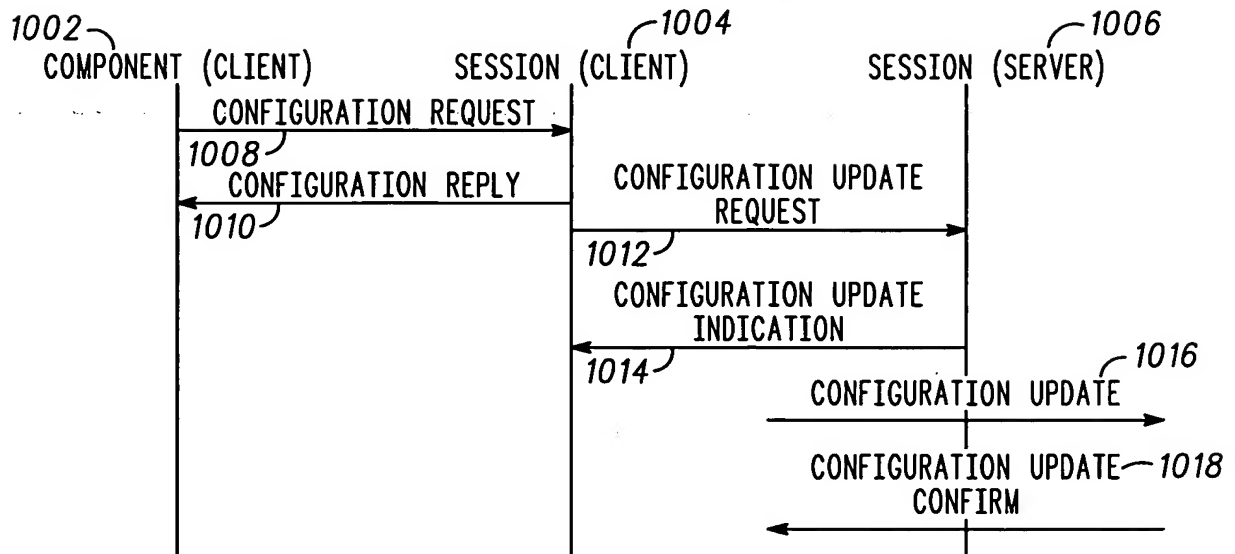 1002
1004
1006
COMPONENT (CLIENT)
SESSION (CLIENT)
SESSION (SERVER)
CONFIGURATION REQUEST
1008
CONFIGURATION REPLY
1010
CONFIGURATION UPDATE
REQUEST
1012
CONFIGURATION UPDATE
INDICATION
1014
1016
CONFIGURATION UPDATE
CONFIGURATION UPDATE
1018
CONFIRM